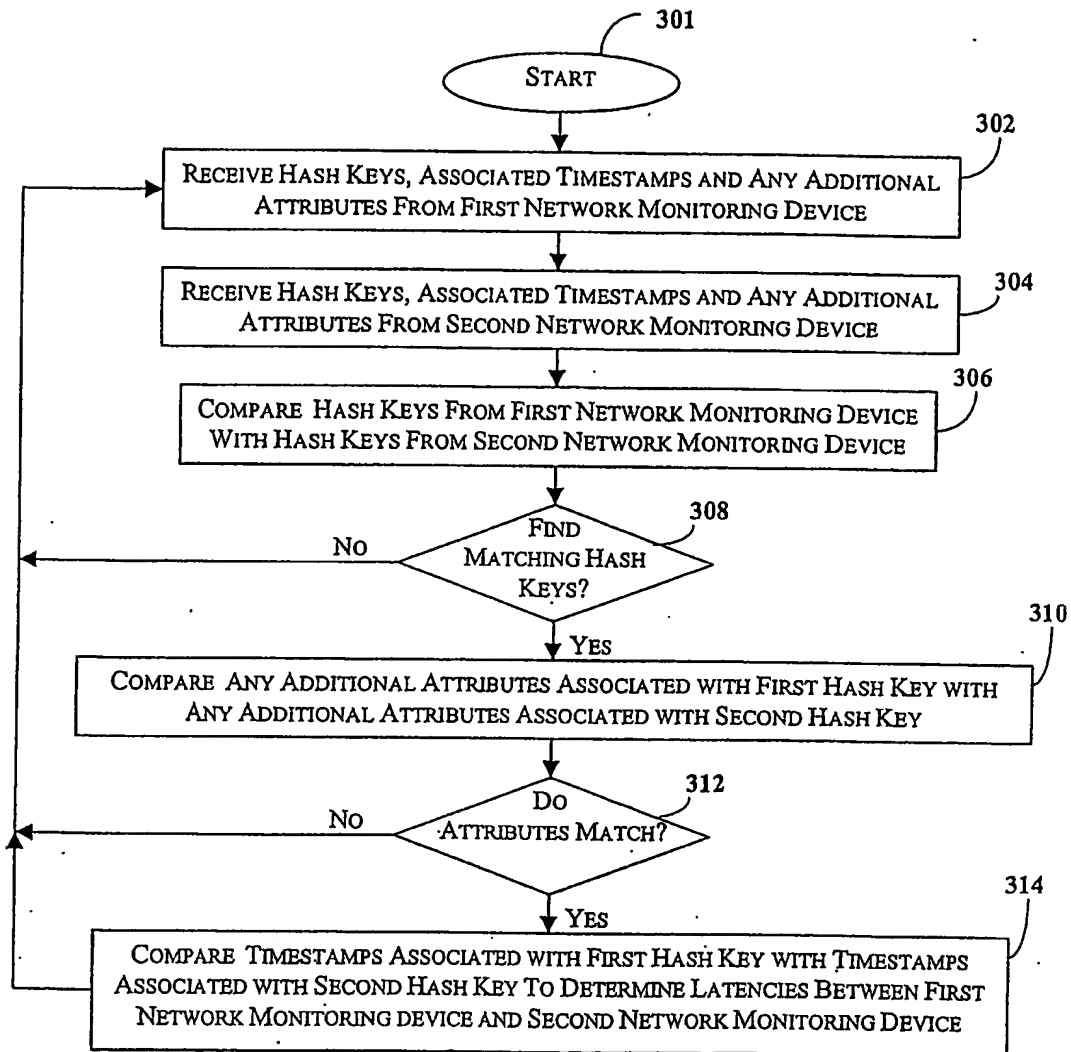 301
START
302
RECEIVE HASH KEYS, ASSOCIATED TIMESTAMPS AND ANY ADDITIONAL
ATTRIBUTES FROM FIRST NETWORK MONITORING DEVICE
304
RECEIVE HASH KEYS, ASSOCIATED TIMESTAMPS AND ANY ADDITIONAL
ATTRIBUTES FROM SECOND NETWORK MONITORING DEVICE
306
COMPARE HASH KEYS FROM FIRST NETWORK MONITORING DEVICE
WITH HASH KEYS FROM SECOND NETWORK MONITORING DEVICE
308
FIND
MATCHING HASH
KEYS?
NO
YES
310
COMPARE ANY ADDITIONAL ATTRIBUTES ASSOCIATED WITH FIRST HASH KEY WITH
ANY ADDITIONAL ATTRIBUTES ASSOCIATED WITH SECOND HASH KEY
312
DO
ATTRIBUTES MATCH?
NO
YES
314
COMPARE TIMESTAMPS ASSOCIATED WITH FIRST HASH KEY WITH TIMESTAMPS
ASSOCIATED WITH SECOND HASH KEY TO DETERMINE LATENCIES BETWEEN FIRST
NETWORK MONITORING DEVICE AND SECOND NETWORK MONITORING DEVICE